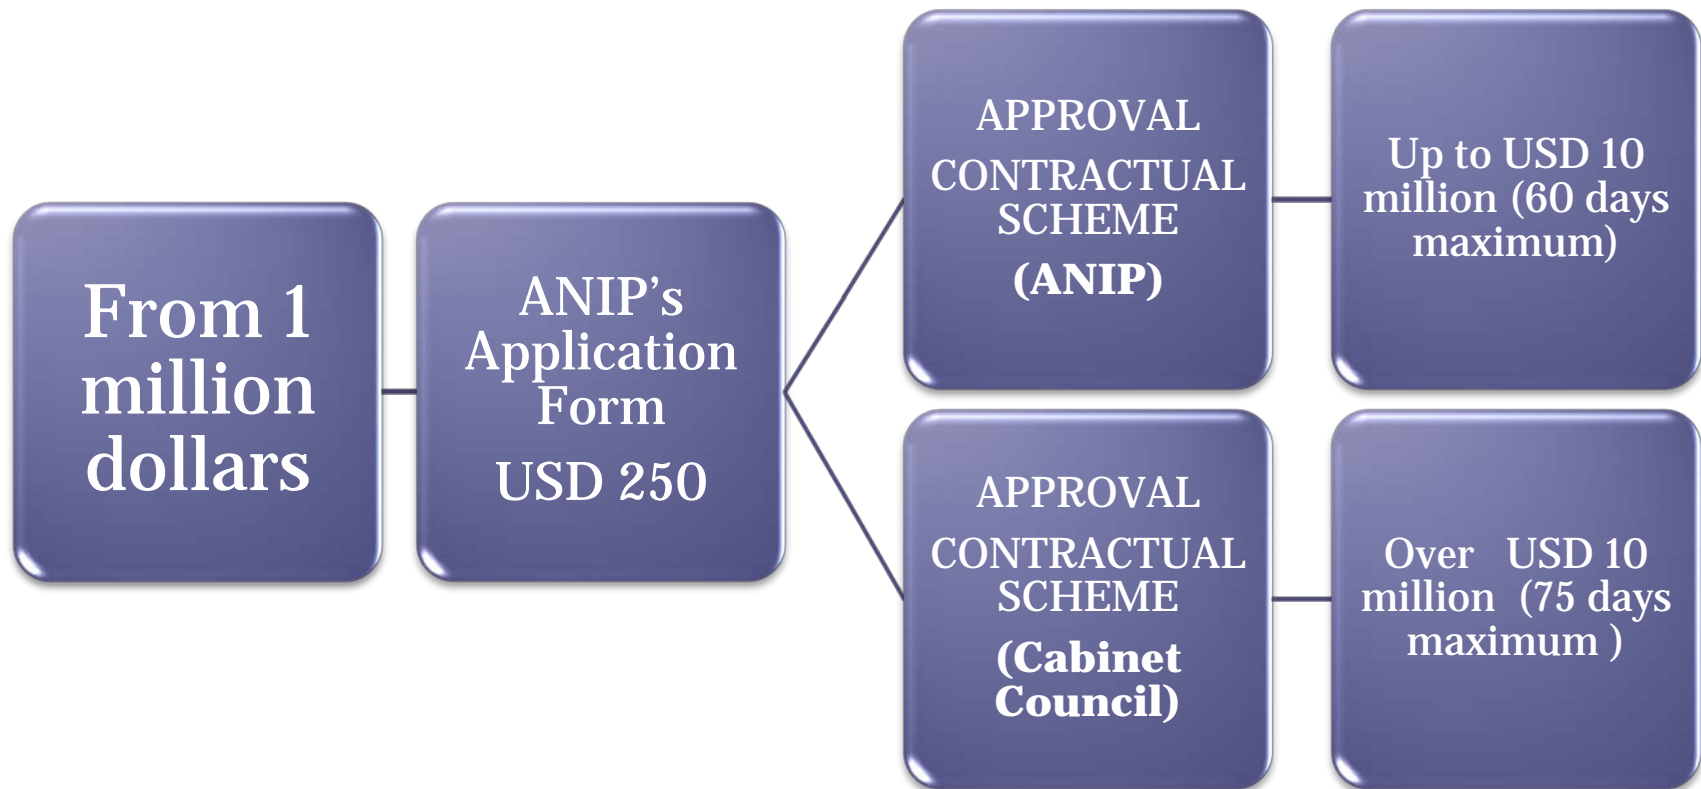 From 1
million
dollars
ANIP’s
Application
Form
USD 250
APPROVAL
CONTRACTUAL
SCHEME
(ANIP)
Up to USD 10
million (60 days
maximum)
APPROVAL
CONTRACTUAL
SCHEME
(Cabinet
Council)
Over USD 10
million (75 days
maximum )